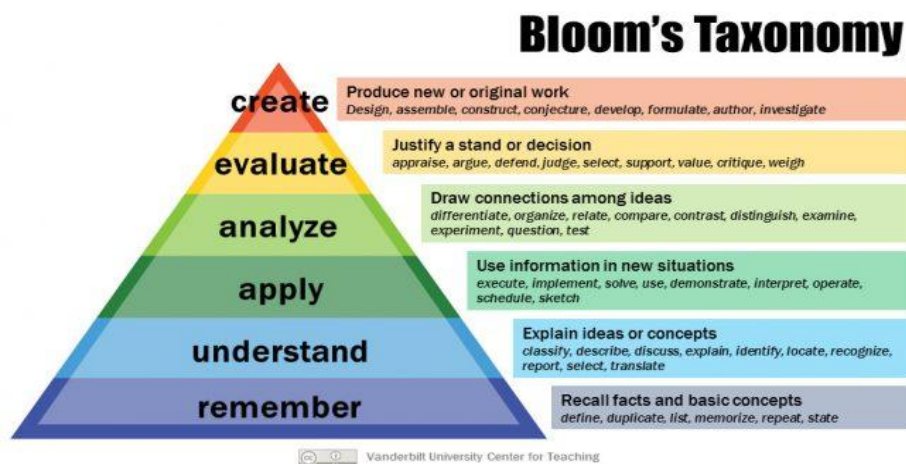 Bloom's Taxonomy
create
Produce new or original work
Design, assemble, construct, conjecture, develop, formulate, author, investigate
evaluate
Justify a stand or decision
appraise, argue, defend, judge, select, support, value, critique, weigh
analyze
Draw connections among ideas
differentiate, organize, relate, compare, contrast, distinguish, examine,
experiment, question, test
apply
Use information in new situations
execute, implement, solve, use, demonstrate, interpret, operate,
schedule, sketch
understand
Explain ideas or concepts
classify, describe, discuss, explain, identify, locate, recognize,
report, select, translate
remember
Recall facts and basic concepts
define, duplicate, list, memorize, repeat, state
cc Vanderbilt University Center for Teaching